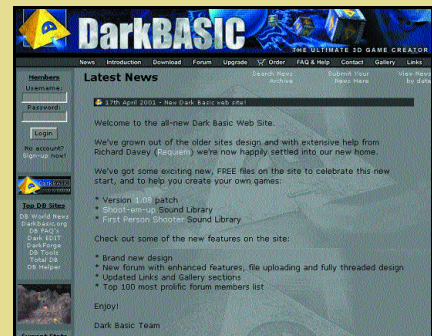 DarkBASIC
THE ULTIMATE 3D GAME CREATOR
News Introduction Download Forum Upgrade Order FAQ & Help Contact Gallery Links
Members
Username:
Password:
Login
No account?
Sign-up now!
Top DB Sites
DB World News
Darkbasic.org
DB FAQ's
Dark EDIT
DarkForge
DB Tools
Total DB
DB Helper
Current Stats
Latest News
Search News Archive
Submit Your News Here
View News by date
17th April 2001 - New Dark Basic web site!
Welcome to the all-new Dark Basic Web Site.
We've grown out of the older sites design and with extensive help from
Richard Davey (Requiem) we're now happily settled into our new home.
We've got some exciting new, FREE files on the site to celebrate this new
start, and to help you create your own games:
* Version 1.08 patch
* Shoot-em-up Sound Library
* First Person Shooter Sound Library
Check out some of the new features on the site:
* Brand new design
* New forum with enhanced features, file uploading and fully threaded design
* Updated Links and Gallery sections
* Top 100 most prolific forum members list
Enjoy!
Dark Basic Team